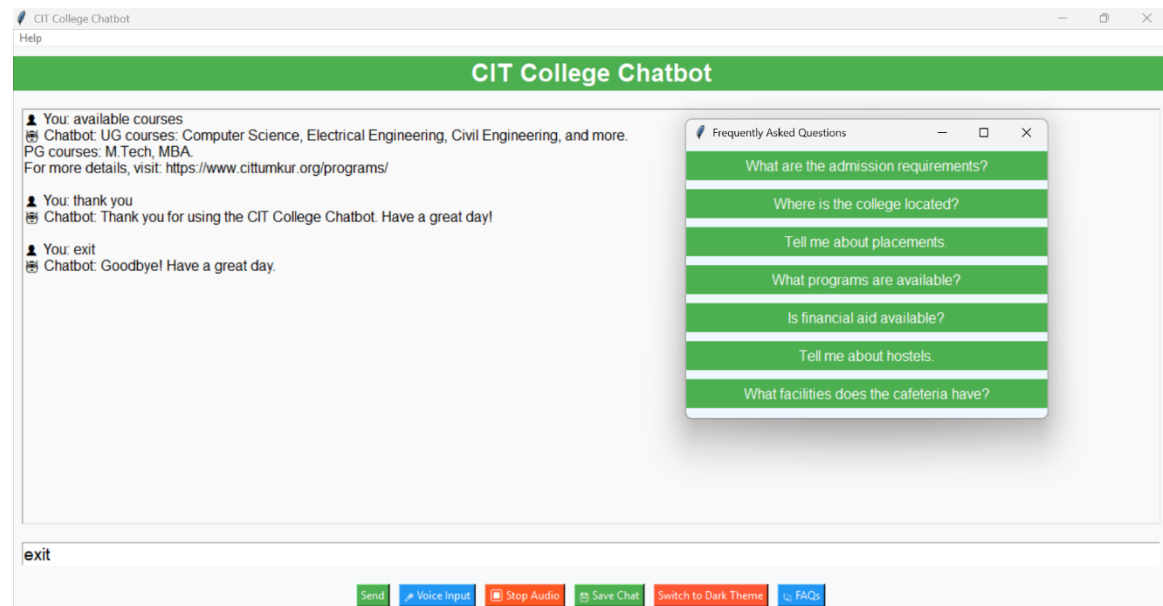 CIT College Chatbot
Help
CIT College Chatbot
You: available courses
Chatbot: UG courses: Computer Science, Electrical Engineering, Civil Engineering, and more.
PG courses: M.Tech, MBA.
For more details, visit: https://www.cittumkur.org/programs/
You: thank you
Chatbot: Thank you for using the CIT College Chatbot. Have a great day!
You: exit
Chatbot: Goodbye! Have a great day.
Frequently Asked Questions
What are the admission requirements?
Where is the college located?
Tell me about placements.
What programs are available?
Is financial aid available?
Tell me about hostels.
What facilities does the cafeteria have?
exit
Send Voice Input Stop Audio Save Chat Switch to Dark Theme FAQs